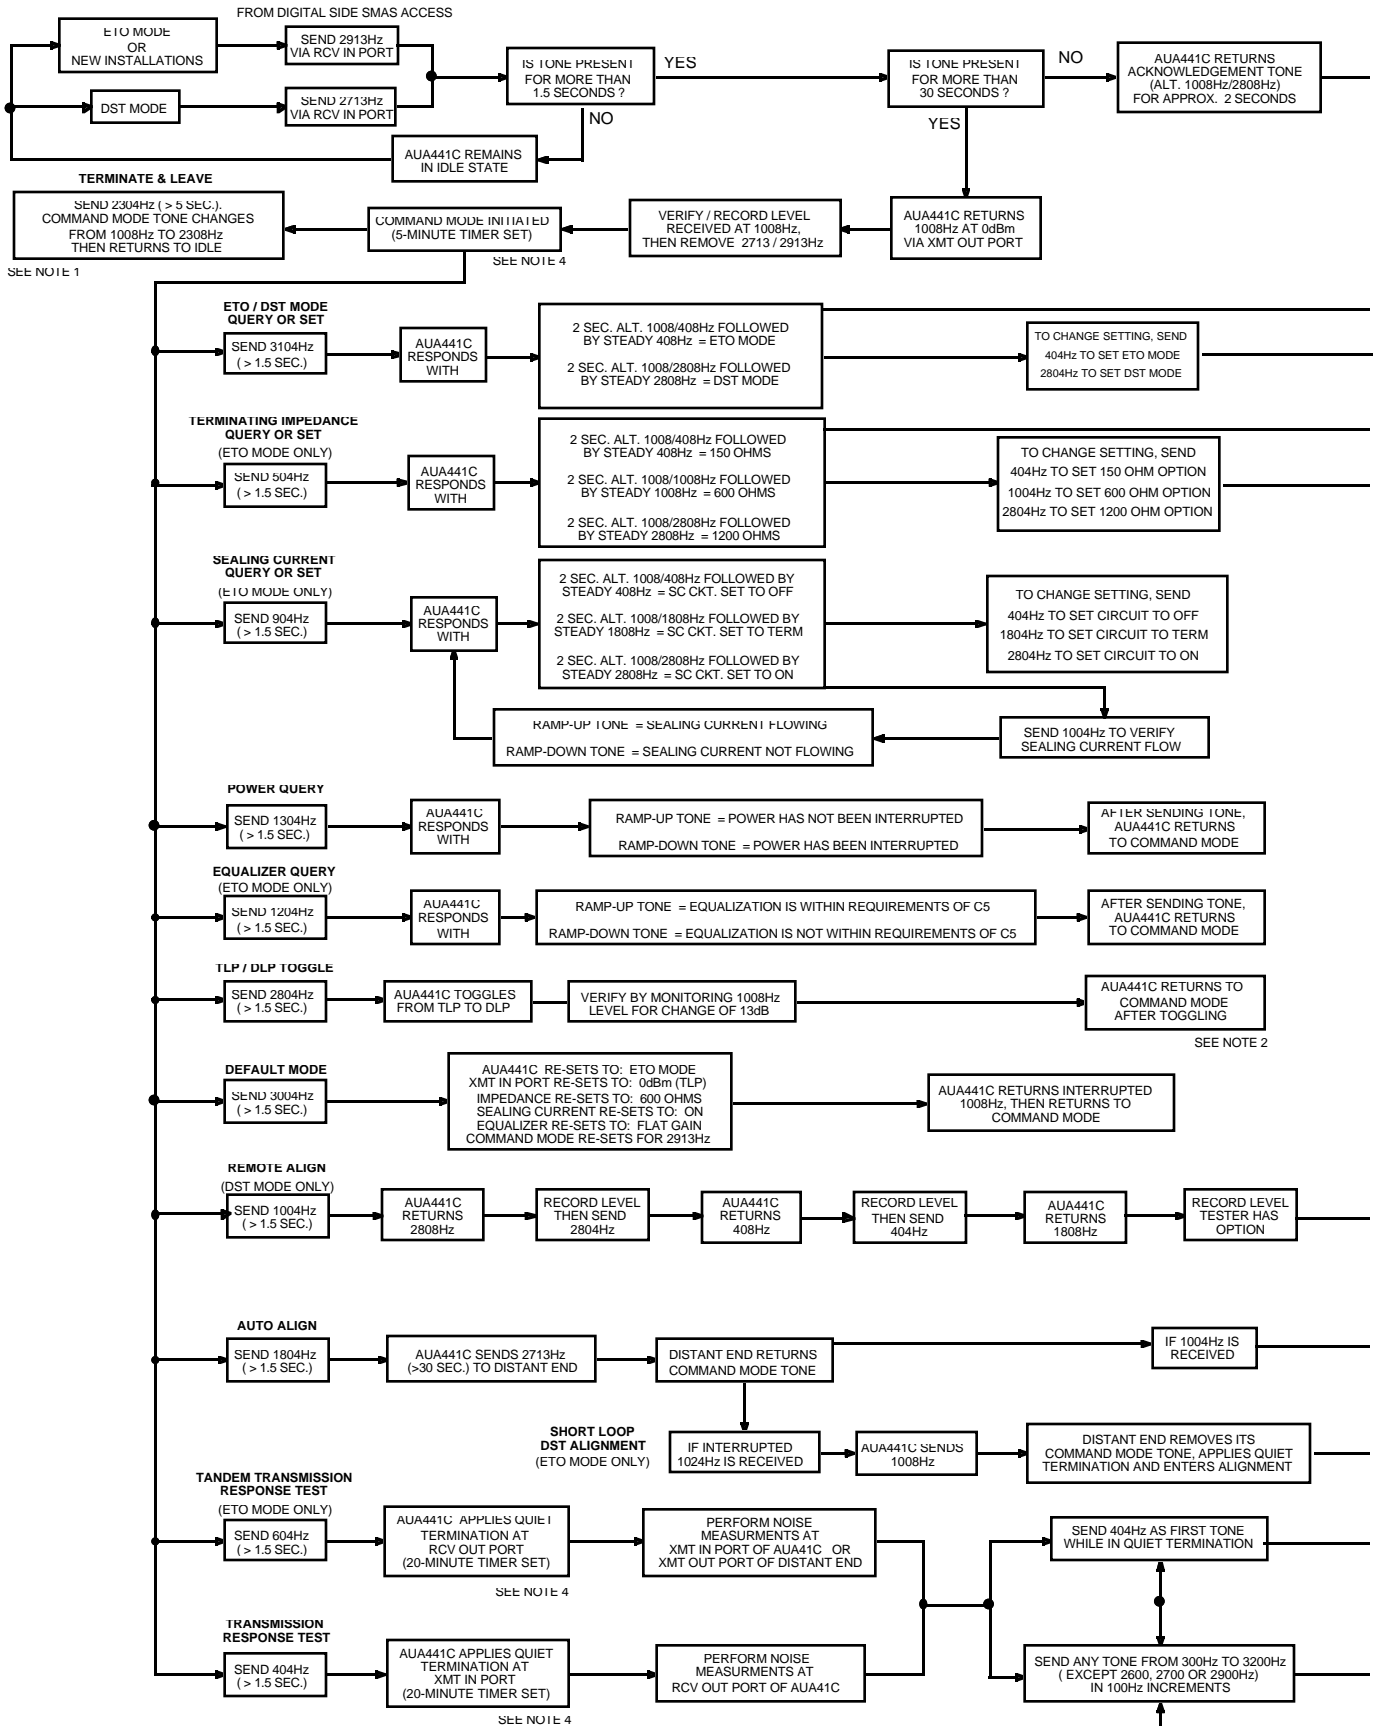 FROM DIGITAL SIDE SMAS ACCESS
ETO MODE
OR
NEW INSTALLATIONS
SEND 2913Hz
VIA RCV IN PORT
DST MODE
SEND 2713Hz
VIA RCV IN PORT
IS TONE PRESENT
FOR MORE THAN
1.5 SECONDS ?
YES
NO
IS TONE PRESENT
FOR MORE THAN
30 SECONDS ?
NO
YES
AUA441C RETURNS
ACKNOWLEDGEMENT TONE
(ALT. 1008Hz/2808Hz)
FOR APPROX. 2 SECONDS
AUA441C REMAINS
IN IDLE STATE
TERMINATE & LEAVE
SEND 2304Hz ( > 5 SEC.).
COMMAND MODE TONE CHANGES
FROM 1008Hz TO 2308Hz
THEN RETURNS TO IDLE
SEE NOTE 1
COMMAND MODE INITIATED
(5-MINUTE TIMER SET)
SEE NOTE 4
VERIFY / RECORD LEVEL
RECEIVED AT 1008Hz,
THEN REMOVE 2713 / 2913Hz
AUA441C RETURNS
1008Hz AT 0dBm
VIA XMT OUT PORT
ETO / DST MODE
QUERY OR SET
SEND 3104Hz
( > 1.5 SEC.)
AUA441C
RESPONDS
WITH
2 SEC. ALT. 1008/408Hz FOLLOWED
BY STEADY 408Hz = ETO MODE
2 SEC. ALT. 1008/2808Hz FOLLOWED
BY STEADY 2808Hz = DST MODE
TO CHANGE SETTING, SEND
404Hz TO SET ETO MODE
2804Hz TO SET DST MODE
TERMINATING IMPEDANCE
QUERY OR SET
(ETO MODE ONLY)
SEND 504Hz
( > 1.5 SEC.)
AUA441C
RESPONDS
WITH
2 SEC. ALT. 1008/408Hz FOLLOWED
BY STEADY 408Hz = 150 OHMS
2 SEC. ALT. 1008/1008Hz FOLLOWED
BY STEADY 1008Hz = 600 OHMS
2 SEC. ALT. 1008/2808Hz FOLLOWED
BY STEADY 2808Hz = 1200 OHMS
TO CHANGE SETTING, SEND
404Hz TO SET 150 OHM OPTION
1004Hz TO SET 600 OHM OPTION
2804Hz TO SET 1200 OHM OPTION
SEALING CURRENT
QUERY OR SET
(ETO MODE ONLY)
SEND 904Hz
( > 1.5 SEC.)
AUA441C
RESPONDS
WITH
2 SEC. ALT. 1008/408Hz FOLLOWED BY
STEADY 408Hz = SC CKT. SET TO OFF
2 SEC. ALT. 1008/1808Hz FOLLOWED BY
STEADY 1808Hz = SC CKT. SET TO TERM
2 SEC. ALT. 1008/2808Hz FOLLOWED BY
STEADY 2808Hz = SC CKT. SET TO ON
TO CHANGE SETTING, SEND
404Hz TO SET CIRCUIT TO OFF
1804Hz TO SET CIRCUIT TO TERM
2804Hz TO SET CIRCUIT TO ON
RAMP-UP TONE = SEALING CURRENT FLOWING
RAMP-DOWN TONE = SEALING CURRENT NOT FLOWING
SEND 1004Hz TO VERIFY
SEALING CURRENT FLOW
POWER QUERY
SEND 1304Hz
( > 1.5 SEC.)
AUA441C
RESPONDS
WITH
RAMP-UP TONE = POWER HAS NOT BEEN INTERRUPTED
RAMP-DOWN TONE = POWER HAS BEEN INTERRUPTED
AFTER SENDING TONE,
AUA441C RETURNS
TO COMMAND MODE
EQUALIZER QUERY
(ETO MODE ONLY)
SEND 1204Hz
( > 1.5 SEC.)
AUA441C
RESPONDS
WITH
RAMP-UP TONE = EQUALIZATION IS WITHIN REQUIREMENTS OF C5
RAMP-DOWN TONE = EQUALIZATION IS NOT WITHIN REQUIREMENTS OF C5
AFTER SENDING TONE,
AUA441C RETURNS
TO COMMAND MODE
TLP / DLP TOGGLE
SEND 2804Hz
( > 1.5 SEC.)
AUA441C TOGGLES
FROM TLP TO DLP
VERIFY BY MONITORING 1008Hz
LEVEL FOR CHANGE OF 13dB
AUA441C RETURNS TO
COMMAND MODE
AFTER TOGGLING
SEE NOTE 2
DEFAULT MODE
SEND 3004Hz
( > 1.5 SEC.)
AUA441C RE-SETS TO: ETO MODE
XMT IN PORT RE-SETS TO: 0dBm (TLP)
IMPEDANCE RE-SETS TO: 600 OHMS
SEALING CURRENT RE-SETS TO: ON
EQUALIZER RE-SETS TO: FLAT GAIN
COMMAND MODE RE-SETS FOR 2913Hz
AUA441C RETURNS INTERRUPTED
1008Hz, THEN RETURNS TO
COMMAND MODE
REMOTE ALIGN
(DST MODE ONLY)
SEND 1004Hz
( > 1.5 SEC.)
AUA441C
RETURNS
2808Hz
RECORD LEVEL
THEN SEND
2804Hz
AUA441C
RETURNS
408Hz
RECORD LEVEL
THEN SEND
404Hz
AUA441C
RETURNS
1808Hz
RECORD LEVEL
TESTER HAS
OPTION
AUTO ALIGN
SEND 1804Hz
( > 1.5 SEC.)
AUA441C SENDS 2713Hz
(>30 SEC.) TO DISTANT END
DISTANT END RETURNS
COMMAND MODE TONE
IF 1004Hz IS
RECEIVED
SHORT LOOP
DST ALIGNMENT
(ETO MODE ONLY)
IF INTERRUPTED
1024Hz IS RECEIVED
AUA441C SENDS
1008Hz
DISTANT END REMOVES ITS
COMMAND MODE TONE, APPLIES QUIET
TERMINATION AND ENTERS ALIGNMENT
TANDEM TRANSMISSION
RESPONSE TEST
(ETO MODE ONLY)
SEND 604Hz
( > 1.5 SEC.)
AUA441C APPLIES QUIET
TERMINATION AT
RCV OUT PORT
(20-MINUTE TIMER SET)
SEE NOTE 4
PERFORM NOISE
MEASURMENTS AT
XMT IN PORT OF AUA41C OR
XMT OUT PORT OF DISTANT END
SEND 404Hz AS FIRST TONE
WHILE IN QUIET TERMINATION
TRANSMISSION
RESPONSE TEST
SEND 404Hz
( > 1.5 SEC.)
AUA441C APPLIES QUIET
TERMINATION AT
XMT IN PORT
(20-MINUTE TIMER SET)
SEE NOTE 4
PERFORM NOISE
MEASURMENTS AT
RCV OUT PORT OF AUA41C
SEND ANY TONE FROM 300Hz TO 3200Hz
( EXCEPT 2600, 2700 OR 2900Hz)
IN 100Hz INCREMENTS